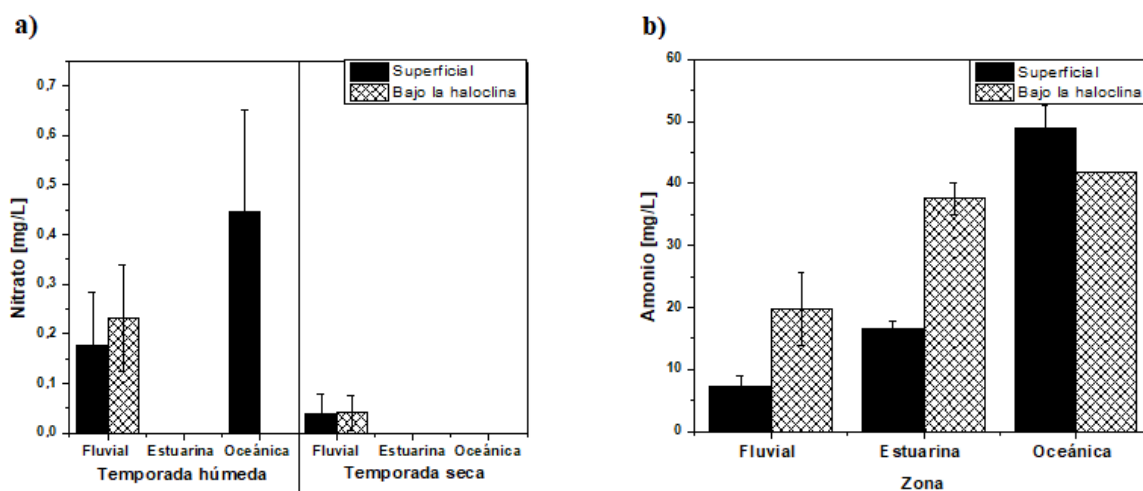 a)
Nitrato [mg/L]
0,7
0,6
0,5
0,4
0,3
0,2
0,1
0,0
Superficial
Bajo la haloclina
Fluvial Estuarina Oceánica Fluvial Estuarina Oceánica
Temporada húmeda Temporada seca
b)
Amonio [mg/L]
60
50
40
30
20
10
0
Superficial
Bajo la haloclina
Fluvial Estuarina Oceánica
Zona